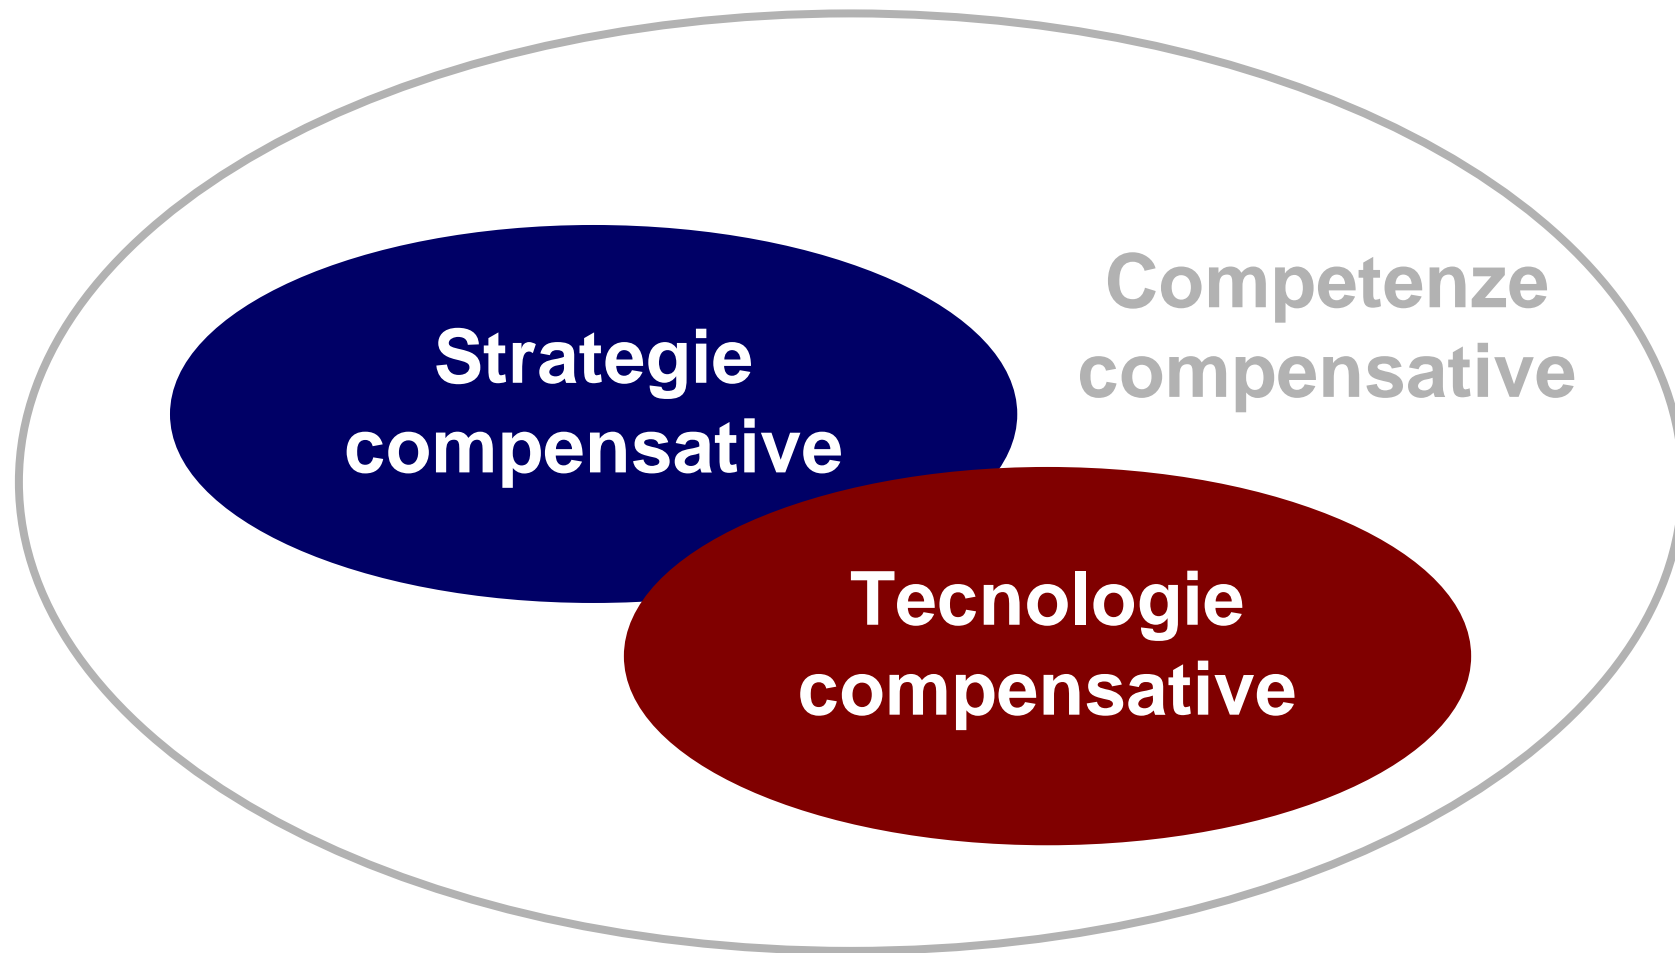 Competenze
compensative
Strategie
compensative
Tecnologie
compensative